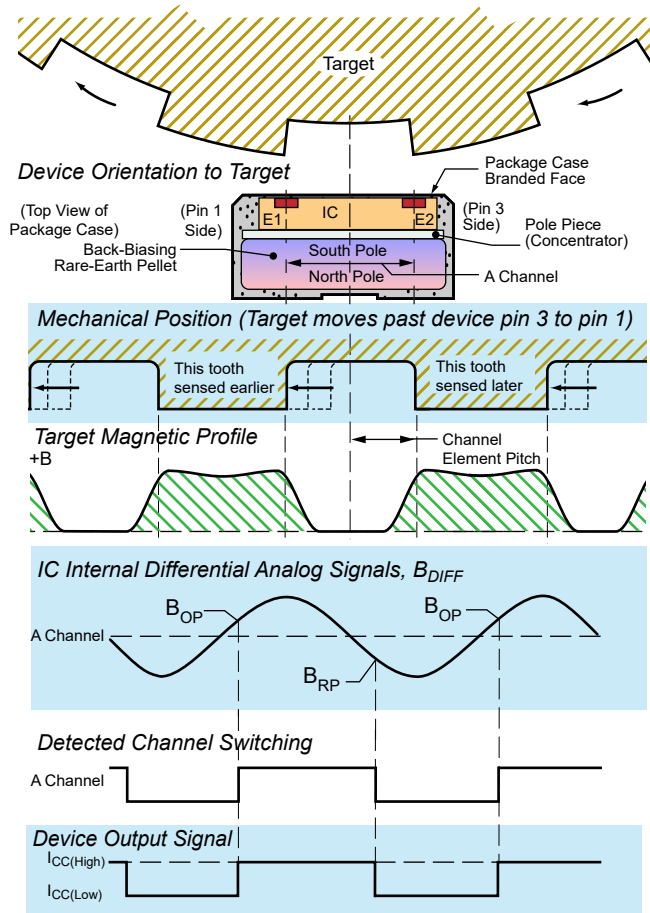 Target
Device Orientation to Target
Package Case
Branded Face
(Top View of
Package Case)
(Pin 1
Side)
E1
IC
E2
(Pin 3
Side)
Pole Piece
(Concentrator)
Back-Biasing
Rare-Earth Pellet
South Pole
North Pole
A Channel
Mechanical Position (Target moves past device pin 3 to pin 1)
This tooth
sensed earlier
This tooth
sensed later
Target Magnetic Profile
+B
Channel
Element Pitch
IC Internal Differential Analog Signals, BDIFF
BOP
BOP
A Channel
BRP
Detected Channel Switching
A Channel
Device Output Signal
ICC(High)
ICC(Low)